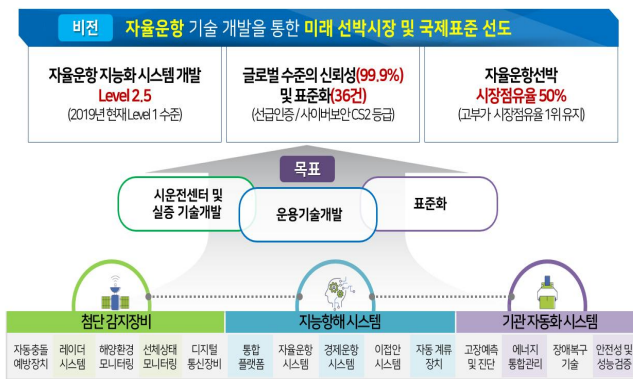 비전
자율운항 기술 개발을 통한 미래 선박시장 및 국제표준 선도
자율운항 지능화 시스템 개발
Level 2.5
(2019년 현재 Level 1 수준)
글로벌 수준의 신뢰성(99.9%)
및 표준화(36건)
(선급인증 / 사이버보안 CS2 등급)
자율운항선박
시장점유율 50%
(고부가 시장점유율 1위 유지)
목표
시운전센터 및
실증 기술개발
운용기술개발
표준화
첨단 감지장비
지능항해 시스템
기관 자동화 시스템
자동충돌
예방장치
레이더
시스템
해양환경
모니터링
선체상태
모니터링
디지털
통신장비
통합
플랫폼
자율운항
시스템
경제운항
시스템
이접안
시스템
자동 계류
장치
고장예측
및 진단
에너지
통합관리
장애복구
기술
안전성 및
성능검증